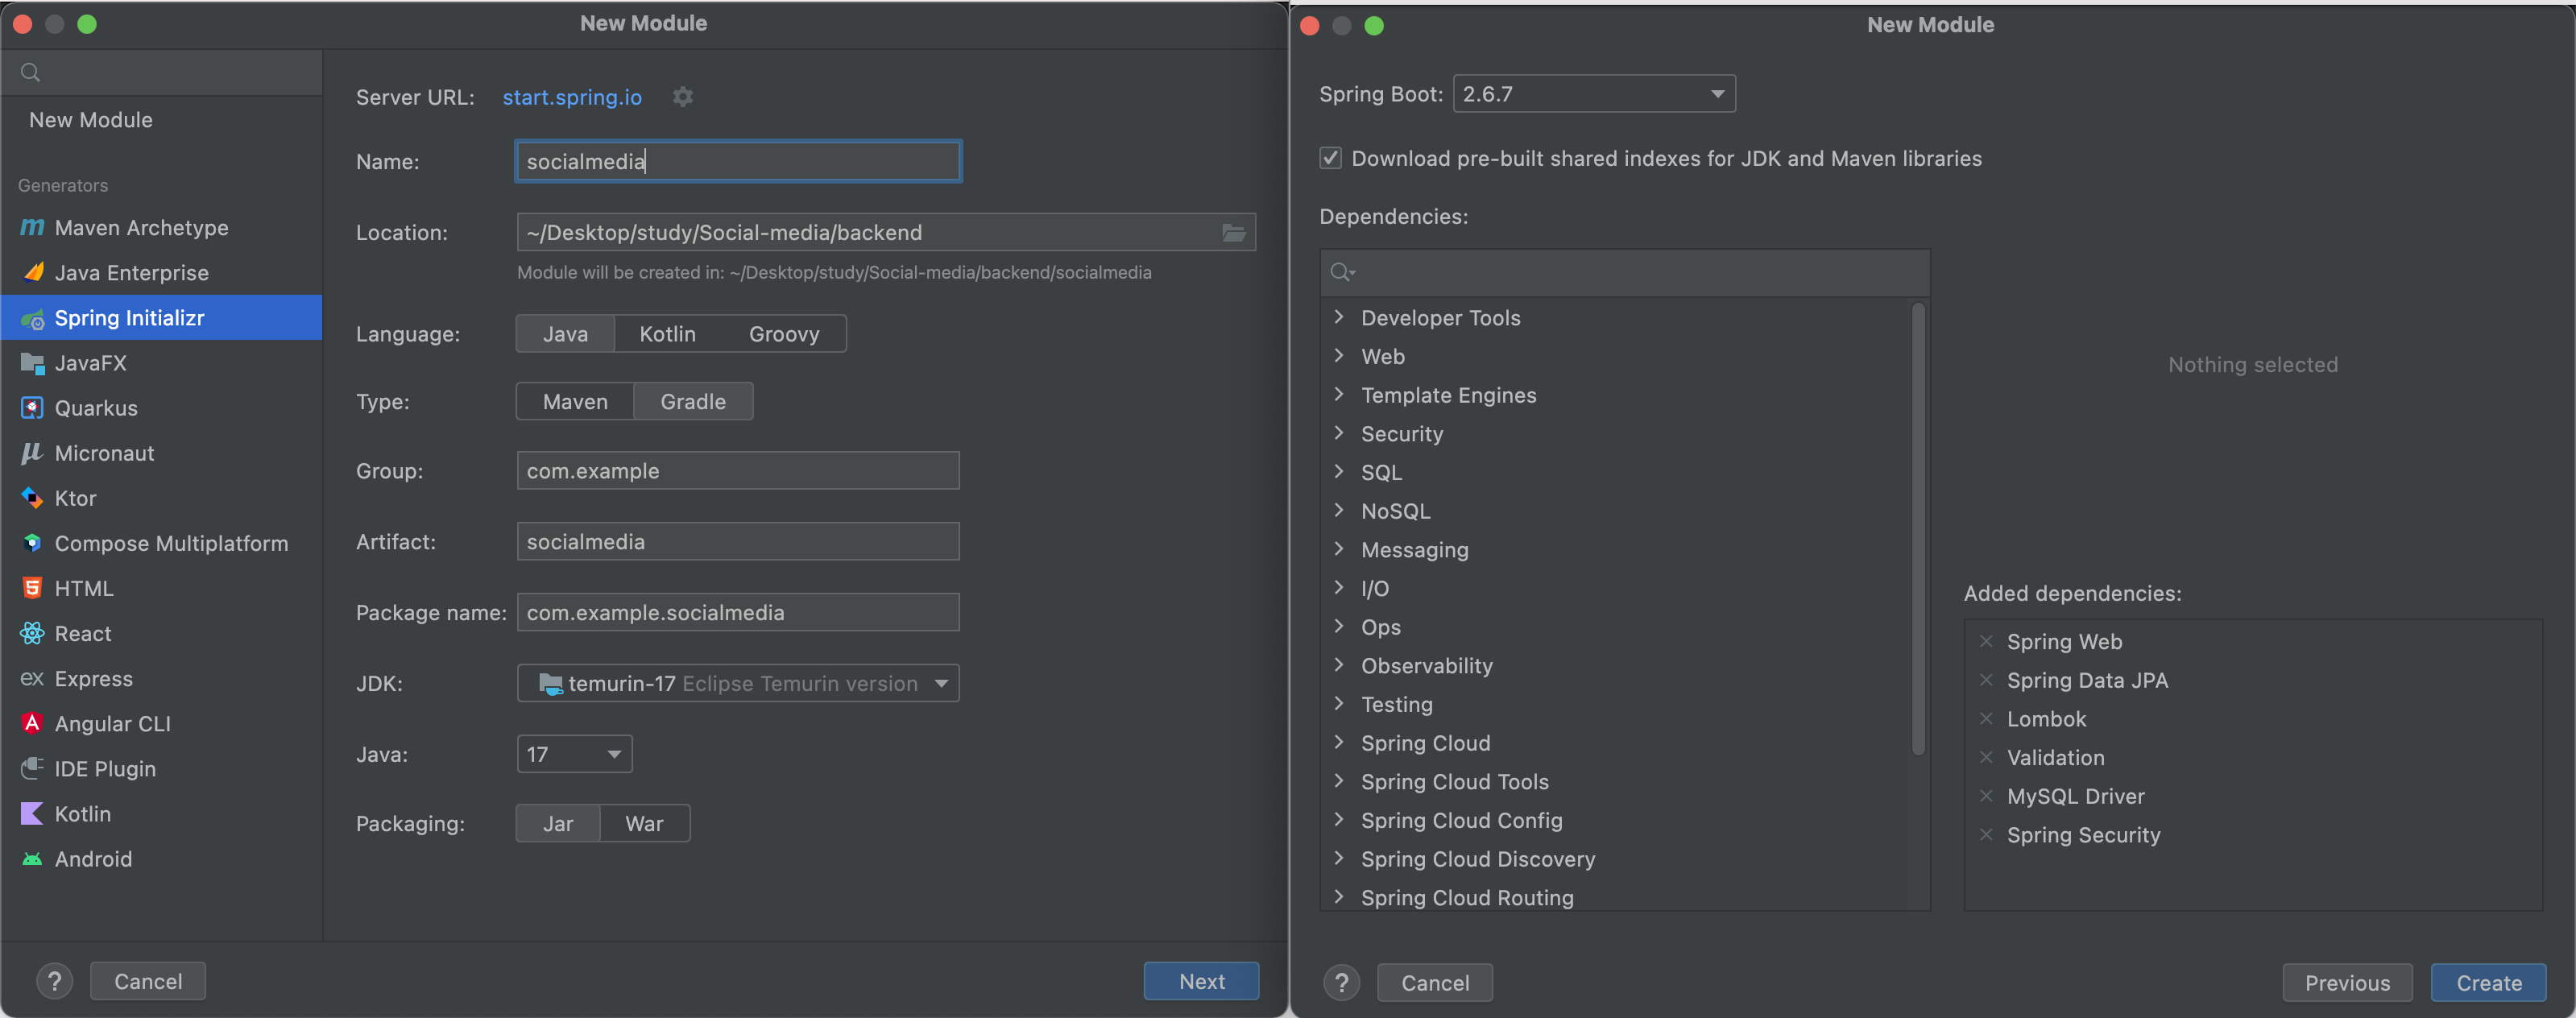 New Module
New Module
Generators
Maven Archetype
Java Enterprise
Spring Initializr
JavaFX
Quarkus
Micronaut
Ktor
Compose Multiplatform
HTML
React
ex Express
Angular CLI
IDE Plugin
Kotlin
Android
Server URL: start.spring.io
Name: socialmedia
Location: ~/Desktop/study/Social-media/backend
Module will be created in: ~/Desktop/study/Social-media/backend/socialmedia
Language: Java Kotlin Groovy
Type: Maven Gradle
Group: com.example
Artifact: socialmedia
Package name: com.example.socialmedia
JDK: temurin-17 Eclipse Temurin version
Java: 17
Packaging: Jar War
? Cancel Next
New Module
Spring Boot: 2.6.7
Download pre-built shared indexes for JDK and Maven libraries
Dependencies:
Developer Tools
Web
Template Engines
Security
SQL
NoSQL
Messaging
I/O
Ops
Observability
Testing
Spring Cloud
Spring Cloud Tools
Spring Cloud Config
Spring Cloud Discovery
Spring Cloud Routing
Nothing selected
Added dependencies:
Spring Web
Spring Data JPA
Lombok
Validation
MySQL Driver
Spring Security
? Cancel Previous Create